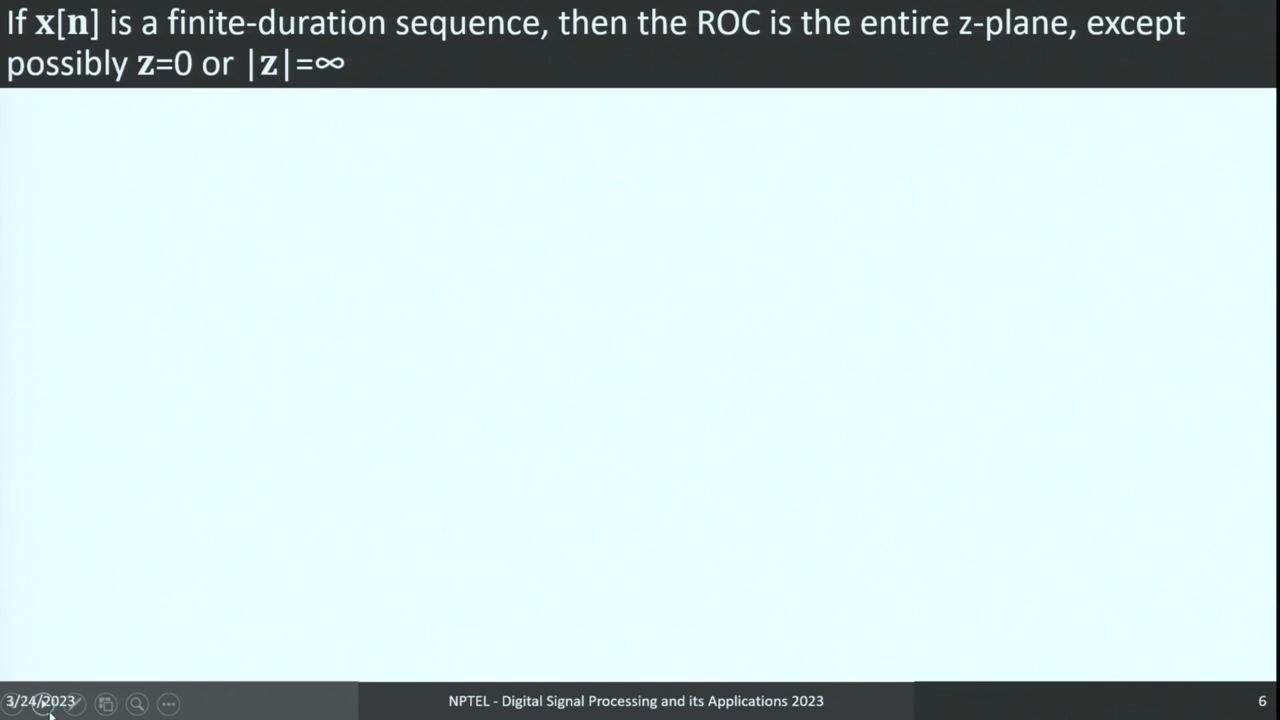 If x[n] is a finite-duration sequence, then the ROC is the entire z-plane, except
possibly z=0 or |z|=∞
3/24/2023
NPTEL - Digital Signal Processing and its Applications 2023
6